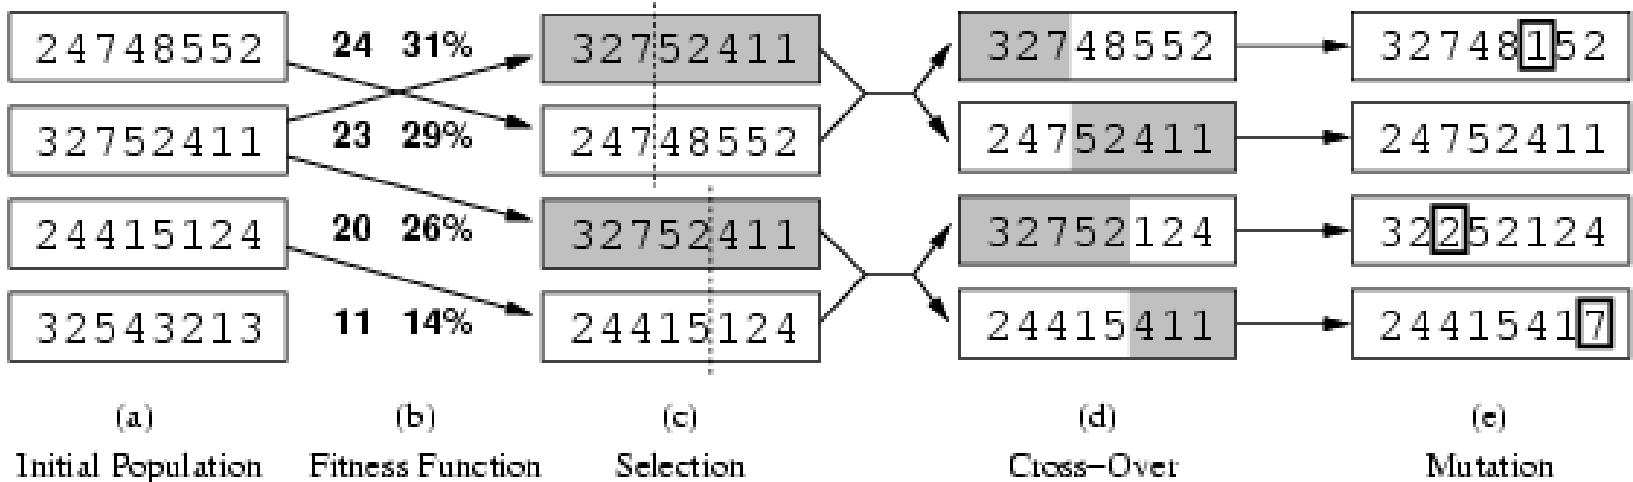 24748552 24 31% 32752411 32748552 32748152
32752411 23 29% 24748552 24752411 24752411
24415124 20 26% 32752411 32752124 32252124
32543213 11 14% 24415124 24415411 24415417
(a) (b) (c) (d) (e)
Initial Population Fitness Function Selection Cross-Over Mutation